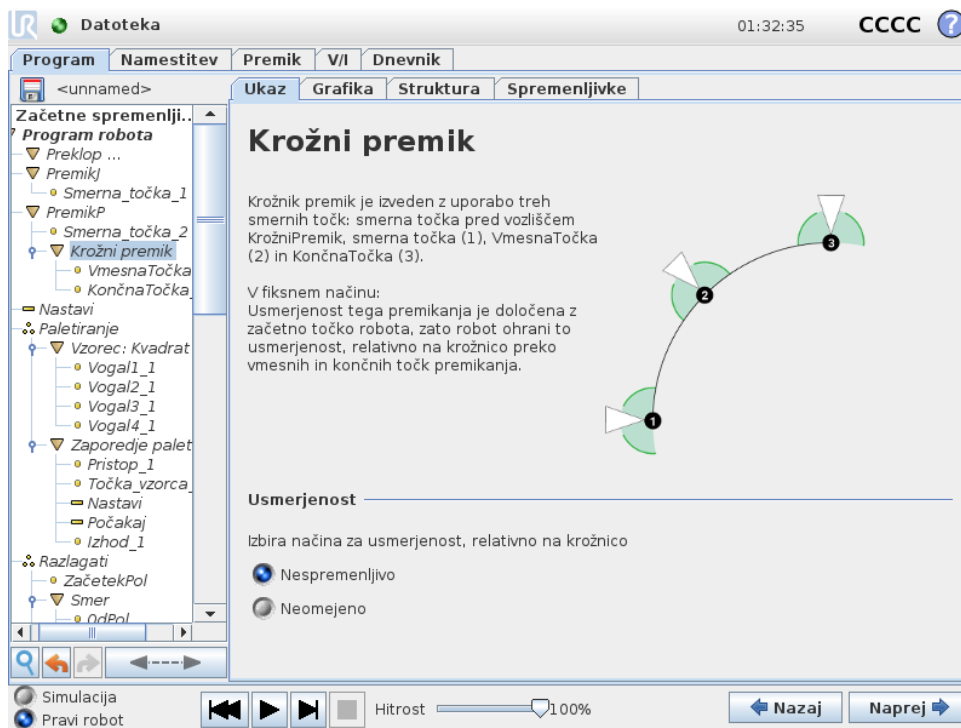 UR Datoteka 01:32:35 CCCC ?
Program Namestitev Premik V/I Dnevnik
<unnamed>
Ukaz Grafika Struktura Spremenljivke
Začetne spremenlji..
Program robota
Preklop ...
PremikJ
Smerna_točka_1
PremikP
Smerna_točka_2
Krožni premik
VmesnaTočka
KončnaTočka_
Nastavi
Paletiranje
Vzorec: Kvadrat
Vogal1_1
Vogal2_1
Vogal3_1
Vogal4_1
Zaporedje palet
Pristop_1
Točka_vzorca_
Nastavi
Počakaj
Izhod_1
Razlagati
ZačetekPol
Smer
OdPol
Krožni premik
Krožnik premik je izveden z uporabo treh
smernih točk: smerna točka pred vozliščem
KrožniPremik, smerna točka (1), VmesnaTočka
(2) in KončnaTočka (3).
V fiksnem načinu:
Usmerjenost tega premikanja je določena z
začetno točko robota, zato robot ohrani to
usmerjenost, relativno na krožnico preko
vmesnih in končnih točk premikanja.
3
2
1
Usmerjenost
Izbira načina za usmerjenost, relativno na krožnico
Nespremenljivo
Neomejeno
Simulacija
Pravi robot
Hitrost 100%
Nazaj Naprej